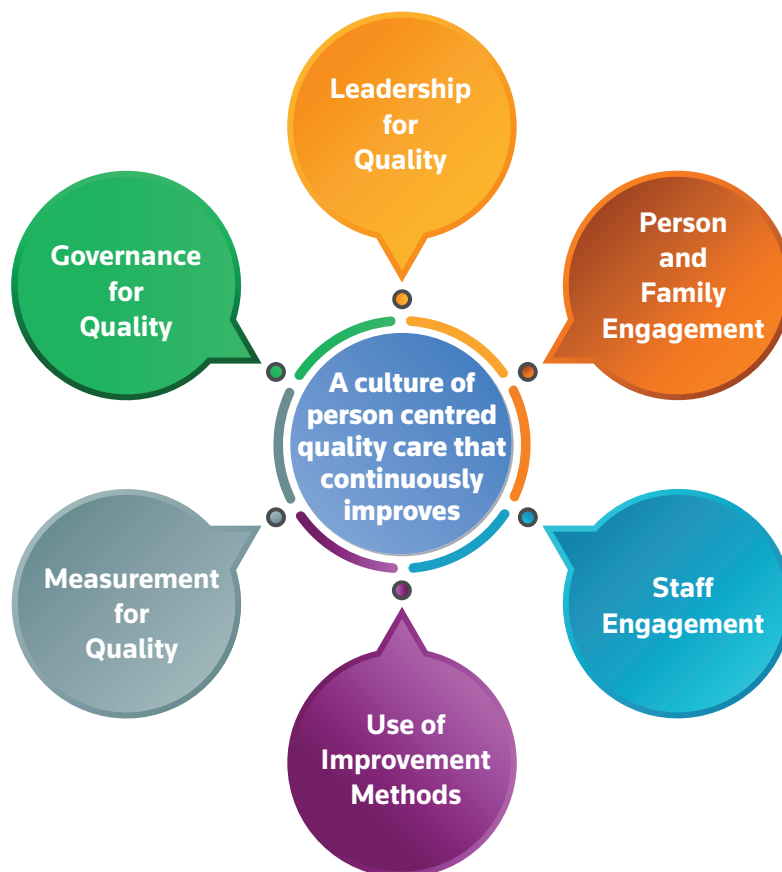 Leadership
for
Quality
Person
and
Family
Engagement
Staff
Engagement
Use of
Improvement
Methods
Measurement
for
Quality
Governance
for
Quality
A culture of
person centred
quality care that
continuously
improves